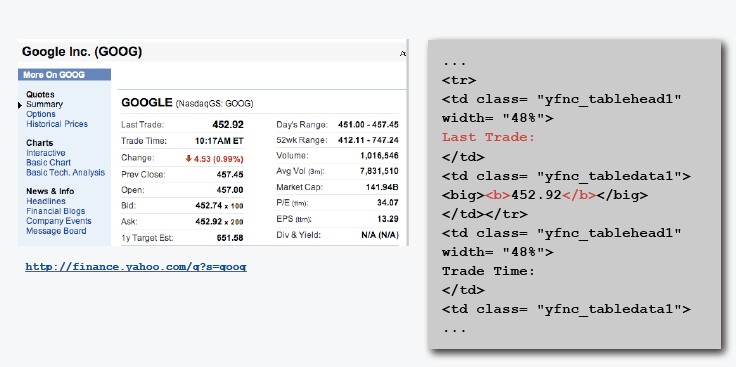 Google Inc. (GOOG)
More On GOOG
Quotes
Summary
Options
Historical Prices
Charts
Interactive
Basic Chart
Basic Tech. Analysis
News & Info
Headlines
Financial Blogs
Company Events
Message Board
GOOGLE (NasdaqGS: GOOG)
Last Trade: 452.92
Trade Time: 10:17AM ET
Change: 4.53 (0.99%)
Prev Close: 457.45
Open: 457.00
Bid: 452.74 x 100
Ask: 452.92 x 200
1y Target Est: 651.58
Day's Range: 451.00 - 457.45
52wk Range: 412.11 - 747.24
Volume: 1,016,546
Avg Vol (3m): 7,831,510
Market Cap: 141.94B
P/E (ttm): 34.07
EPS (ttm): 13.29
Div & Yield: N/A (N/A)
http://finance.yahoo.com/q?s=goog
...
<tr>
<td class= "yfnc_tablehead1"
width= "48%">
Last Trade:
</td>
<td class= "yfnc_tabledata1">
<big><b>452.92</b></big>
</td></tr>
<td class= "yfnc_tablehead1"
width= "48%">
Trade Time:
</td>
<td class= "yfnc_tabledata1">
...